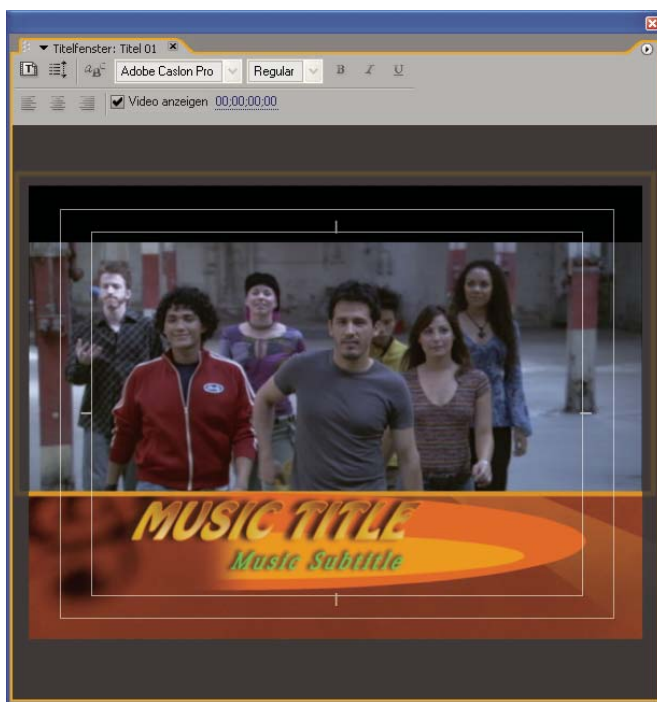 Titelfenster: Titel 01
Adobe Caslon Pro Regular B I U
Video anzeigen 00;00;00;00
MUSIC TITLE
Music Subtitle